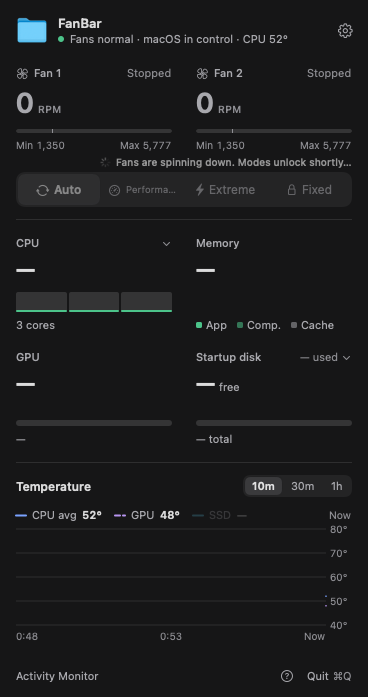 FanBar
Fans normal · macOS in control · CPU 52°
Fan 1 Stopped Fan 2 Stopped
0 RPM 0 RPM
Min 1,350 Max 5,777 Min 1,350 Max 5,777
Fans are spinning down. Modes unlock shortly...
Auto Performa... Extreme Fixed
CPU Memory
— —
3 cores App Comp. Cache
GPU Startup disk — used
— — free
— — total
Temperature 10m 30m 1h
CPU avg 52° GPU 48° SSD — Now
80°
70°
60°
50°
40°
0:48 0:53 Now
Activity Monitor ? Quit ⌘Q